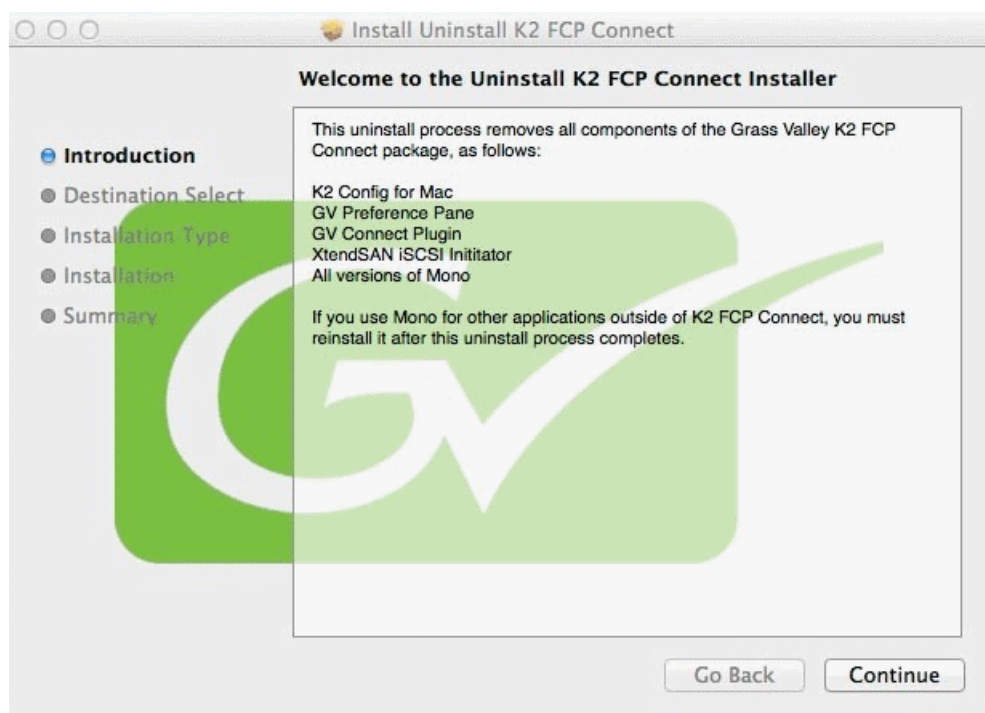 Install Uninstall K2 FCP Connect
Welcome to the Uninstall K2 FCP Connect Installer
Introduction
Destination Select
Installation Type
Installation
Summary
This uninstall process removes all components of the Grass Valley K2 FCP
Connect package, as follows:
K2 Config for Mac
GV Preference Pane
GV Connect Plugin
XtendSAN iSCSI Inititator
All versions of Mono
If you use Mono for other applications outside of K2 FCP Connect, you must
reinstall it after this uninstall process completes.
GV
Go Back
Continue